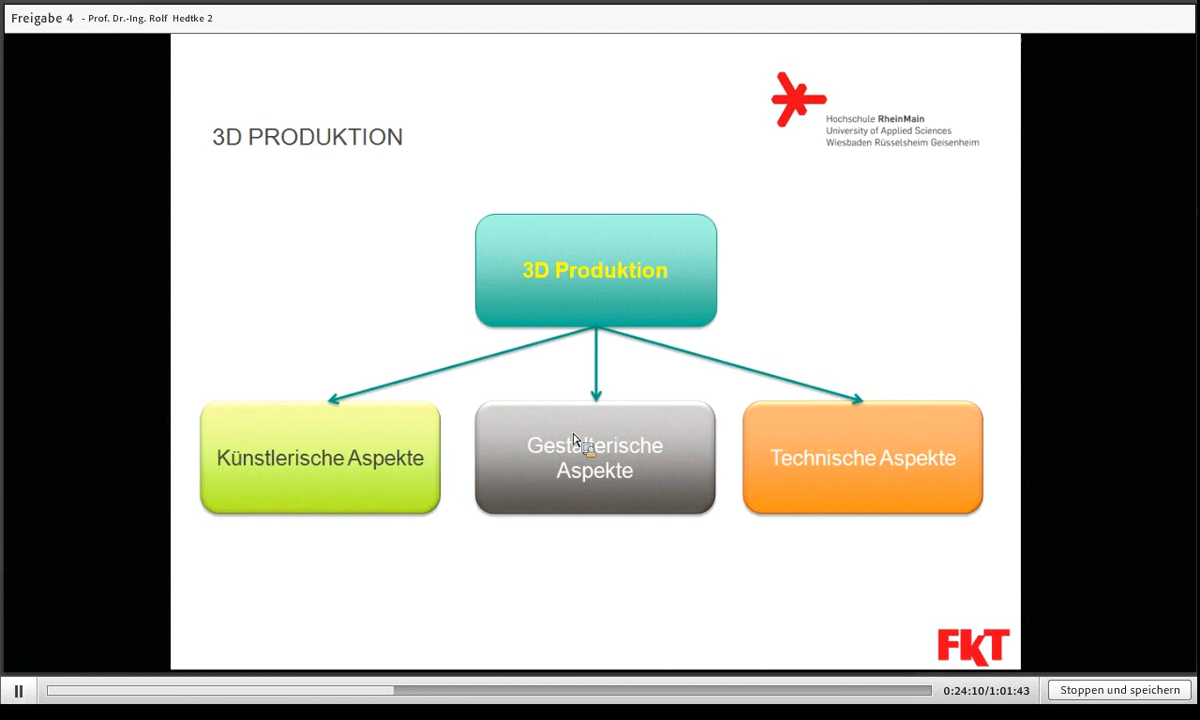 Freigabe 4 - Prof. Dr.-Ing. Rolf Hedtke 2
Hochschule RheinMain
University of Applied Sciences
Wiesbaden Rüsselsheim Geisenheim
3D PRODUKTION
3D Produktion
Künstlerische Aspekte
Gestalterische
Aspekte
Technische Aspekte
FKT
0:24:10/1:01:43
Stoppen und speichern